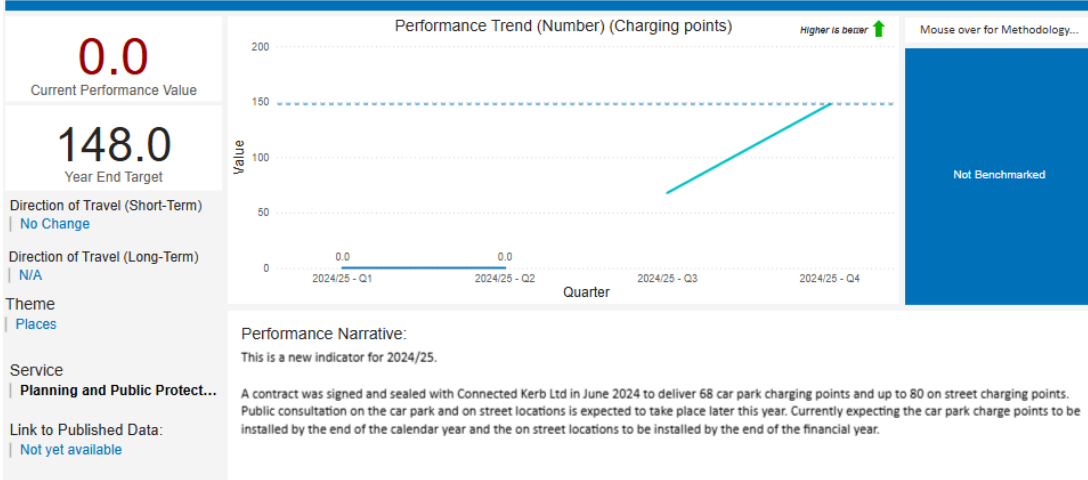 0.0
Current Performance Value
148.0
Year End Target
Direction of Travel (Short-Term)
No Change
Direction of Travel (Long-Term)
N/A
Theme
Places
Service
Planning and Public Protect...
Link to Published Data:
Not yet available
Performance Trend (Number) (Charging points)
Higher is better
200
150
100
50
0
Value
0.0
0.0
2024/25 - Q1
2024/25 - Q2
2024/25 - Q3
2024/25 - Q4
Quarter
Mouse over for Methodology...
Not Benchmarked
Performance Narrative:
This is a new indicator for 2024/25.
A contract was signed and sealed with Connected Kerb Ltd in June 2024 to deliver 68 car park charging points and up to 80 on street charging points.
Public consultation on the car park and on street locations is expected to take place later this year. Currently expecting the car park charge points to be
installed by the end of the calendar year and the on street locations to be installed by the end of the financial year.